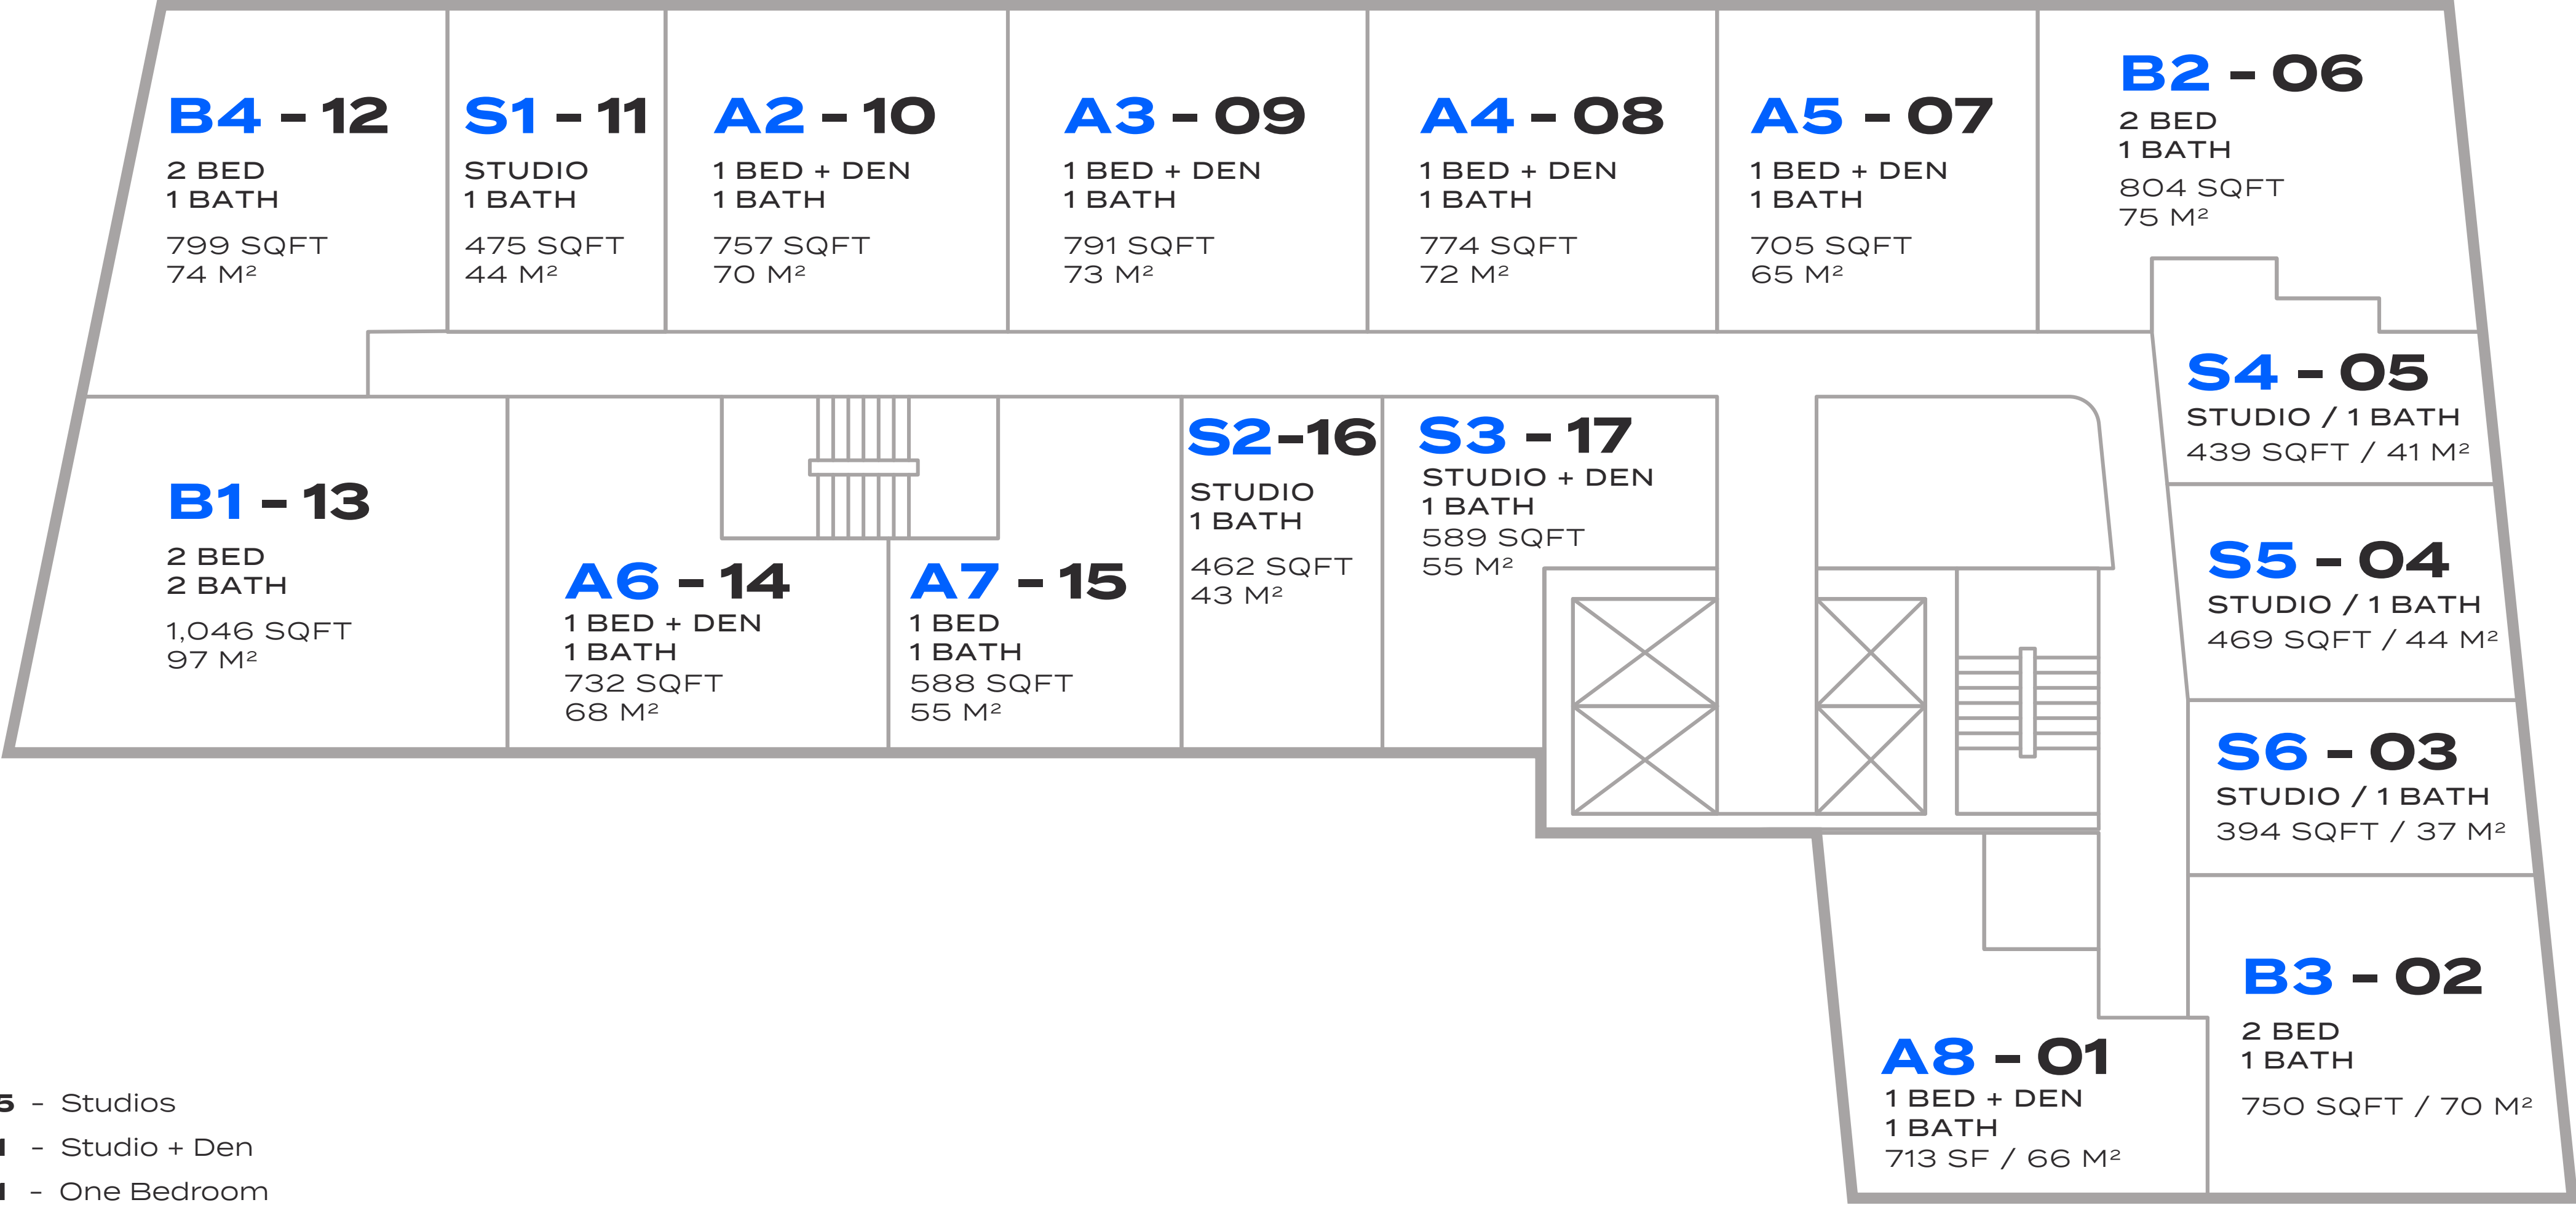 B4 - 12
2 BED
1 BATH
799 SQFT
74 M²
S1 - 11
STUDIO
1 BATH
475 SQFT
44 M²
A2 - 10
1 BED + DEN
1 BATH
757 SQFT
70 M²
A3 - 09
1 BED + DEN
1 BATH
791 SQFT
73 M²
A4 - 08
1 BED + DEN
1 BATH
774 SQFT
72 M²
A5 - 07
1 BED + DEN
1 BATH
705 SQFT
65 M²
B2 - 06
2 BED
1 BATH
804 SQFT
75 M²
S4 - 05
STUDIO / 1 BATH
439 SQFT / 41 M²
B1 - 13
2 BED
2 BATH
1,046 SQFT
97 M²
A6 - 14
1 BED + DEN
1 BATH
732 SQFT
68 M²
A7 - 15
1 BED
1 BATH
588 SQFT
55 M²
S2-16
STUDIO
1 BATH
462 SQFT
43 M²
S3 - 17
STUDIO + DEN
1 BATH
589 SQFT
55 M²
S5 - 04
STUDIO / 1 BATH
469 SQFT / 44 M²
S6 - 03
STUDIO / 1 BATH
394 SQFT / 37 M²
B3 - 02
2 BED
1 BATH
750 SQFT / 70 M²
A8 - 01
1 BED + DEN
1 BATH
713 SF / 66 M²
5 - Studios
1 - Studio + Den
1 - One Bedroom